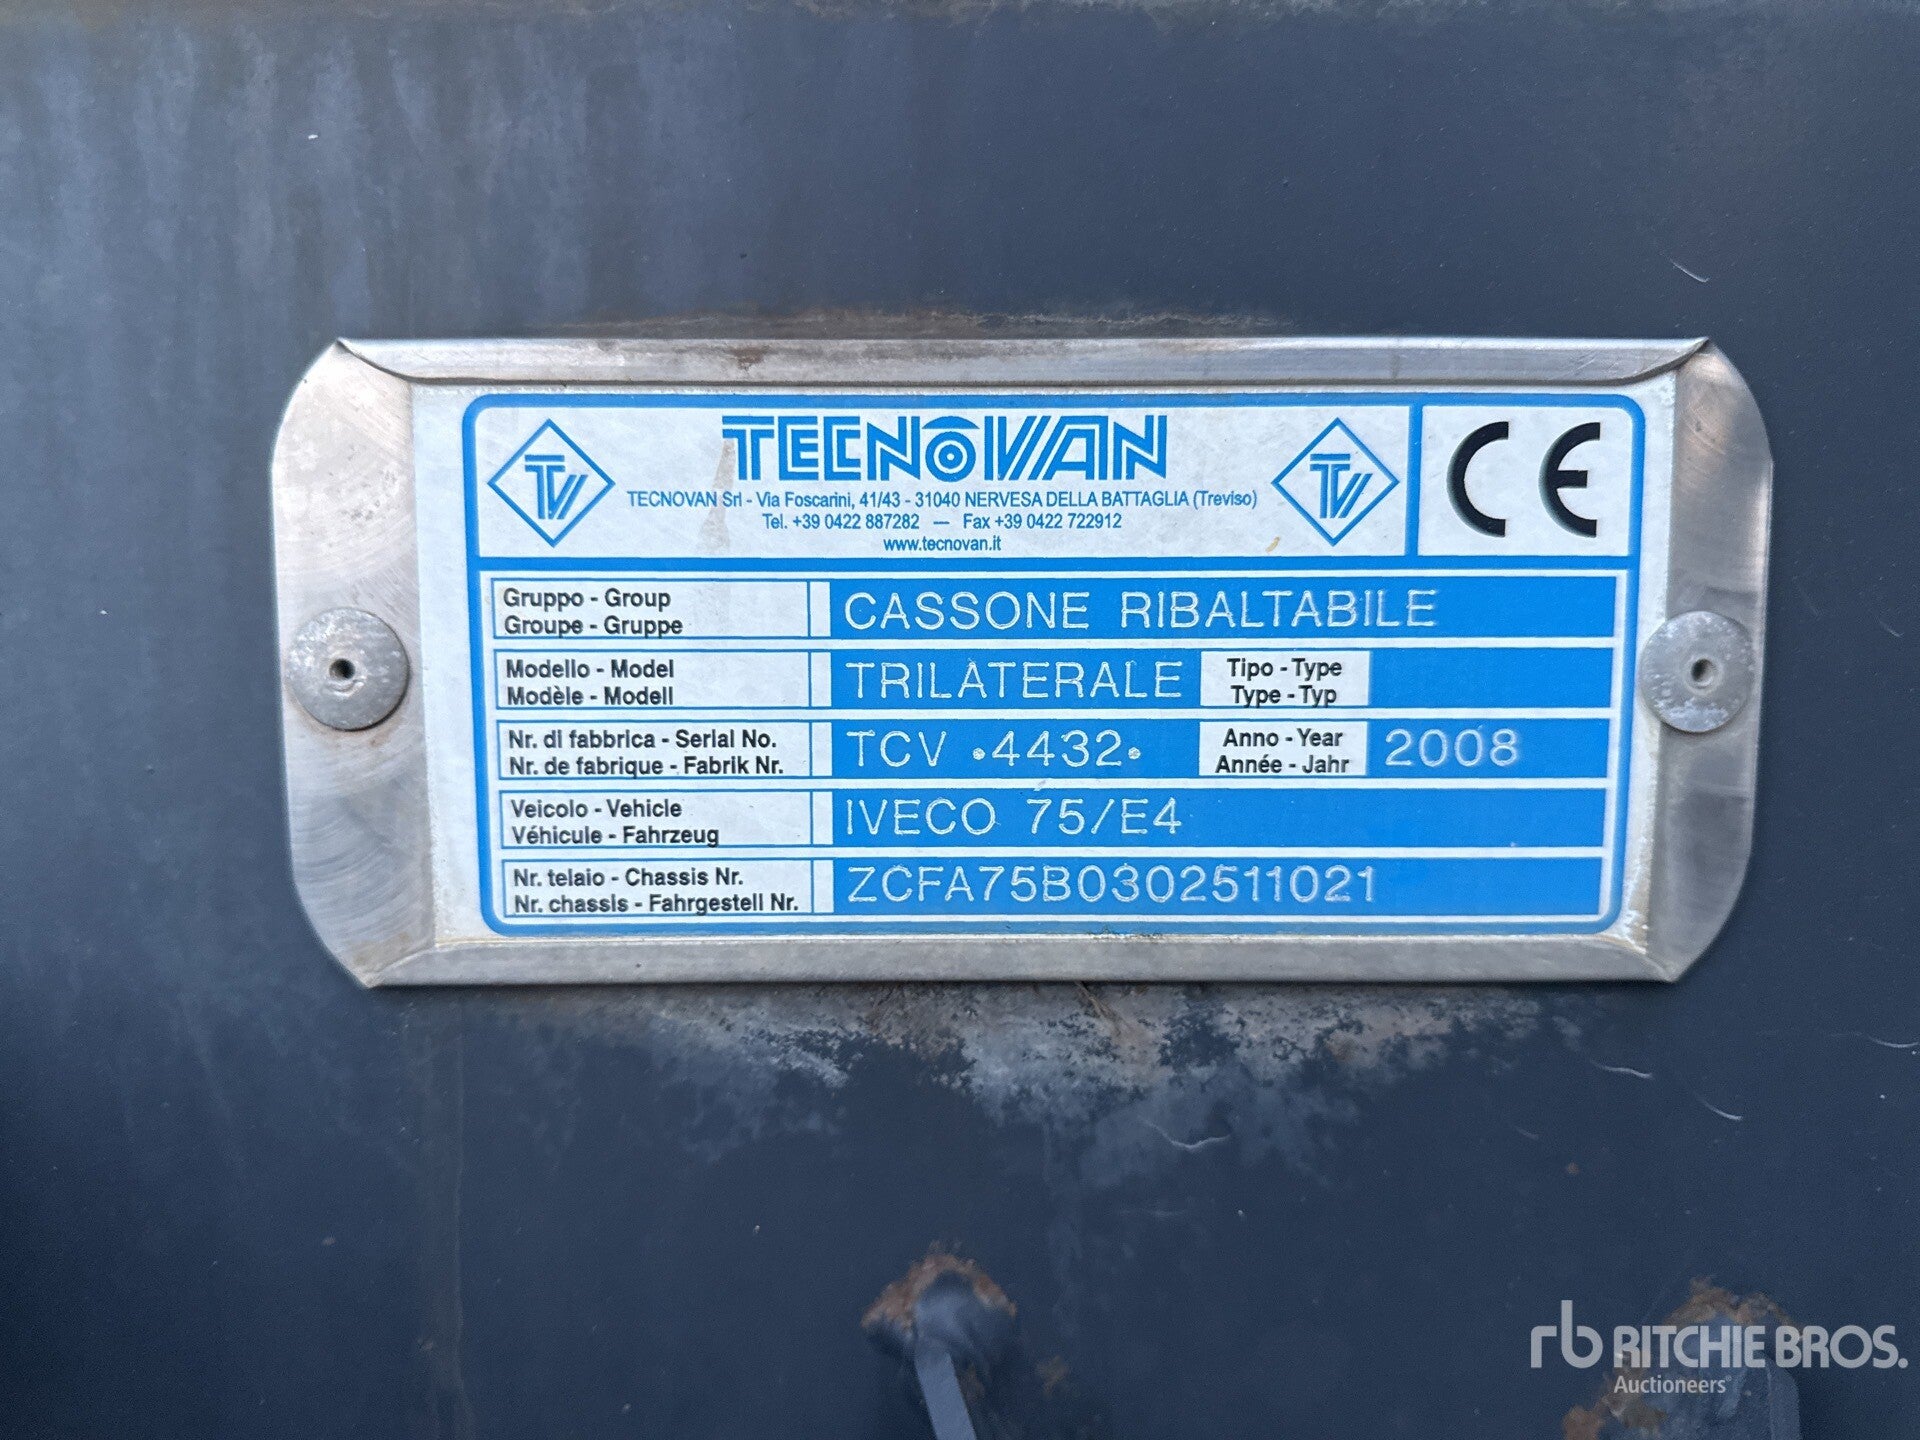 TV
TECNOVAN
TV
CE
TECNOVAN Srl - Via Foscarini, 41/43 - 31040 NERVESA DELLA BATTAGLIA (Treviso)
Tel. +39 0422 887282 — Fax +39 0422 722912
www.tecnovan.it
Gruppo - Group
Groupe - Gruppe
CASSONE RIBALTABILE
Modello - Model
Modèle - Modell
TRILATERALE
Tipo - Type
Type - Typ
Nr. di fabbrica - Serial No.
Nr. de fabrique - Fabrik Nr.
TCV •4432•
Anno - Year
Année - Jahr
2008
Veicolo - Vehicle
Véhicule - Fahrzeug
IVECO 75/E4
Nr. telaio - Chassis Nr.
Nr. chassis - Fahrgestell Nr.
ZCFA75B0302511021
rb RITCHIE BROS.
Auctioneers